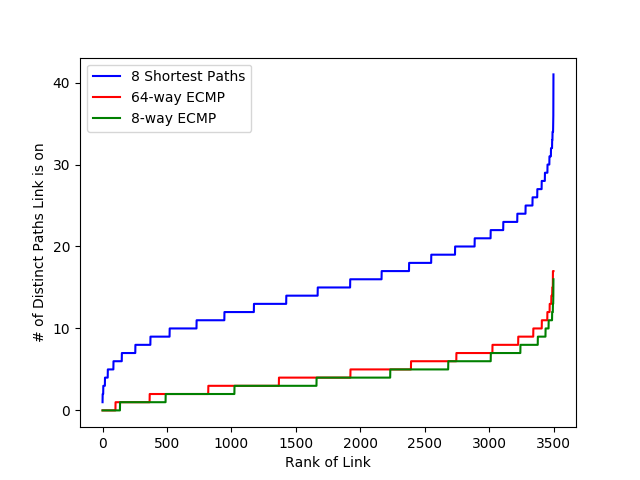 8 Shortest Paths
64-way ECMP
8-way ECMP
# of Distinct Paths Link is on
40
30
20
10
0
0 500 1000 1500 2000 2500 3000 3500
Rank of Link